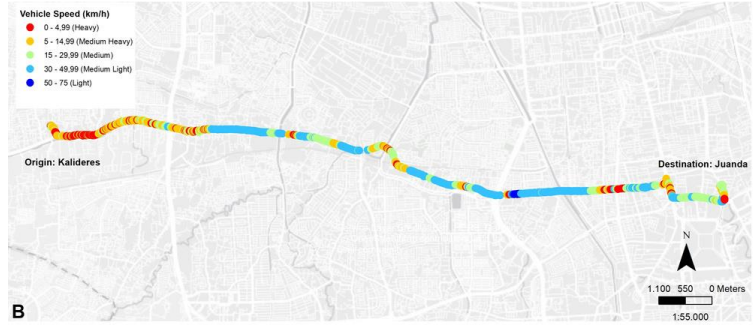 Vehicle Speed (km/h)
0 - 4,99 (Heavy)
5 - 14,99 (Medium Heavy)
15 - 29,99 (Medium)
30 - 49,99 (Medium Light)
50 - 75 (Light)
Origin: Kalideres
Destination: Juanda
N
1.100 550 0 Meters
1:55.000
B